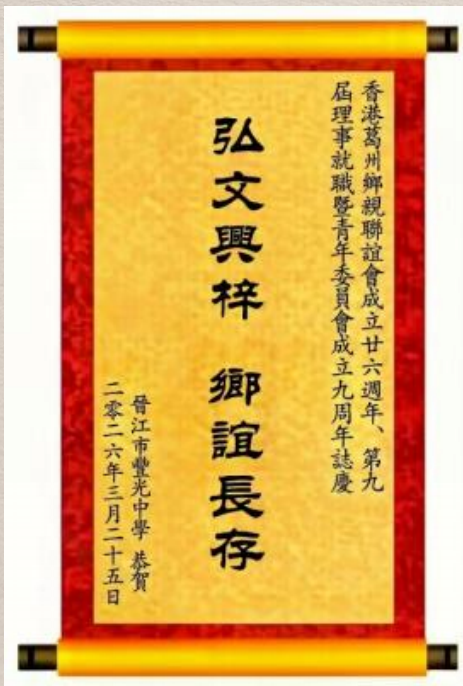 香港葛州鄉親聯誼會成立廿六週年、第九
屆理事就職暨青年委員會成立九周年誌慶
弘文興梓 鄉誼長存
晉江市豐光中學 恭賀
二零二六年三月二十五日